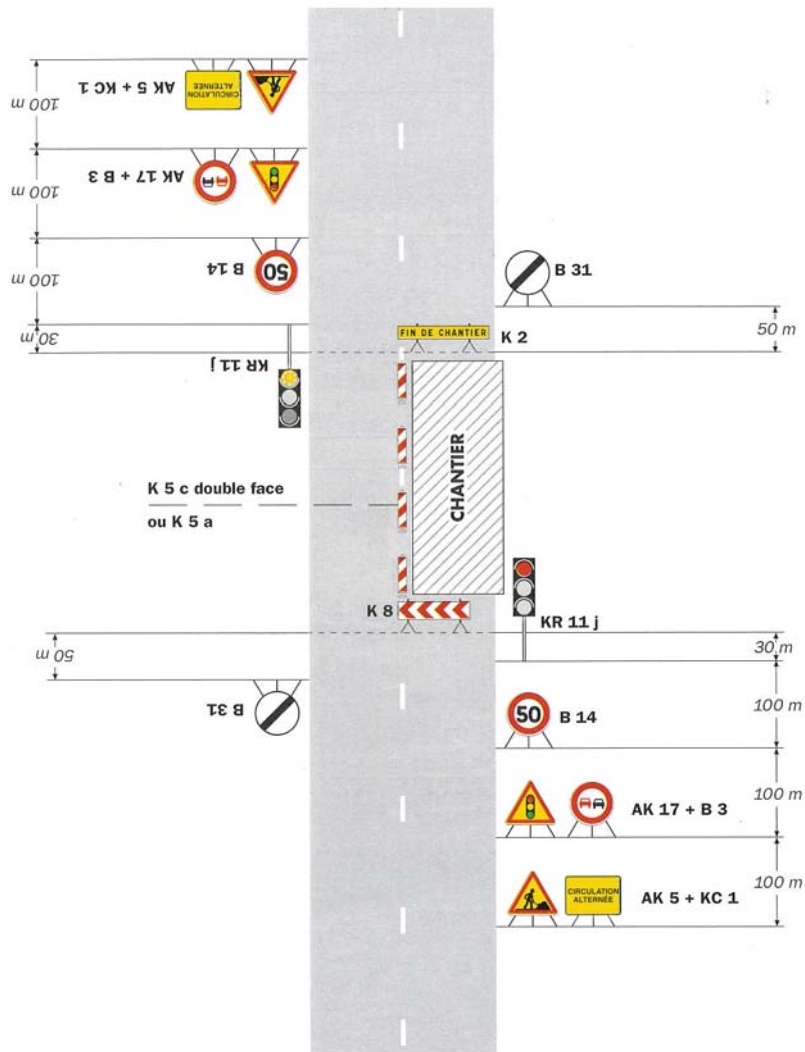 100 m
AK 5 + KC 1
CIRCULATION
ALTERNÉE
100 m
AK 17 + B 3
100 m
B 14
50
B 31
50 m
30 m
KR 11 j
FIN DE CHANTIER
K 2
K 5 c double face
ou K 5 a
CHANTIER
K 8
KR 11 j
50 m
30 m
B 31
50
B 14
100 m
AK 17 + B 3
100 m
CIRCULATION
ALTERNÉE
AK 5 + KC 1
100 m